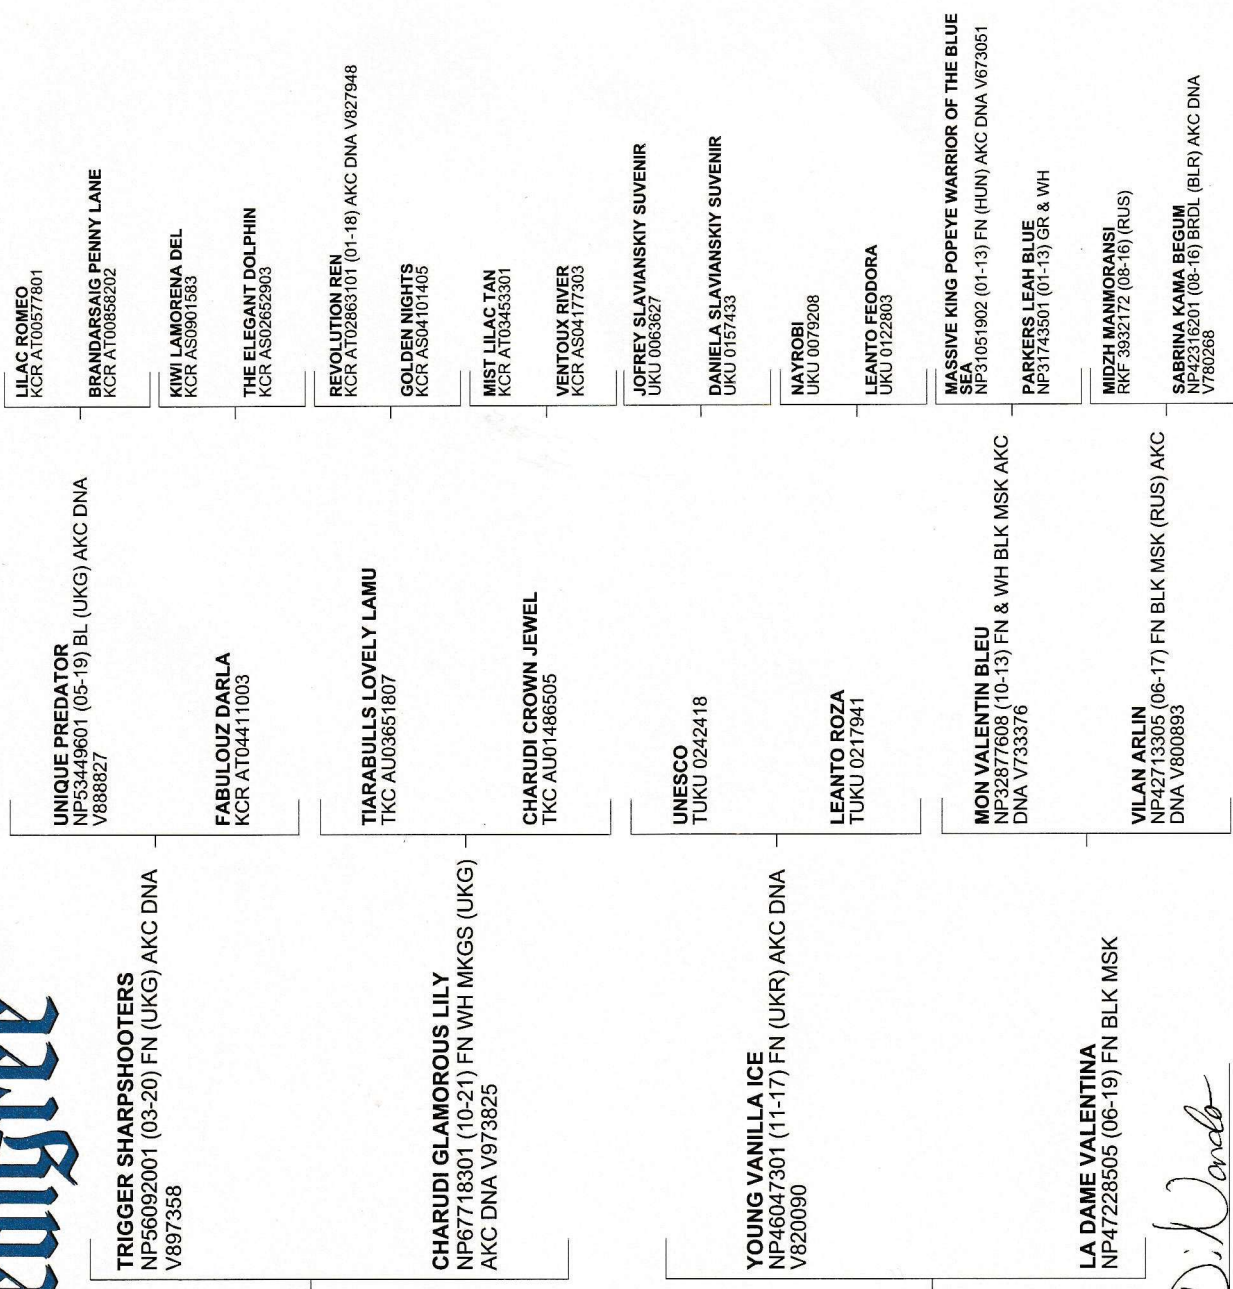 TRIGGER SHARPSHOOTERS
NP56092001 (03-20) FN (UKG) AKC DNA
V897358
CHARUDI GLAMOROUS LILY
NP67718301 (10-21) FN WH MKGS (UKG)
AKC DNA V973825
YOUNG VANILLA ICE
NP46047301 (11-17) FN (UKR) AKC DNA
V820090
LA DAME VALENTINA
NP47228505 (06-19) FN BLK MSK
UNIQUE PREDATOR
NP53449601 (05-19) BL (UKG) AKC DNA
V888827
FABULOUZ DARLA
KCR AT04411003
TIARABULLS LOVELY LAMU
TKC AU03651807
CHARUDI CROWN JEWEL
TKC AU01486505
UNESCO
TUKU 0242418
LEANTO ROZA
TUKU 0217941
MON VALENTIN BLEU
NP32877608 (10-13) FN & WH BLK MSK AKC
DNA V733376
VILAN ARLIN
NP42713305 (06-17) FN BLK MSK (RUS) AKC
DNA V800893
LILAC ROMEO
KCR AT00577801
BRANDARSAIG PENNY LANE
KCR AT00858202
KIWI LAMORENA DEL
KCR AS0901583
THE ELEGANT DOLPHIN
KCR AS02652903
REVOLUTION REN
KCR AT02863101 (01-18) AKC DNA V827948
GOLDEN NIGHTS
KCR AS04101405
MIST LILAC TAN
KCR AT03453301
VENTOUX RIVER
KCR AS04177303
JOFREY SLAVIANSKIY SUVENIR
UKU 0063627
DANIELA SLAVIANSKIY SUVENIR
UKU 0157433
NAYROBI
UKU 0079208
LEANTO FEODORA
UKU 0122803
MASSIVE KING POPEYE WARRIOR OF THE BLUE
SEA
NP31051902 (01-13) FN (HUN) AKC DNA V673051
PARKERS LEAH BLUE
NP31743501 (01-13) GR & WH
MIDZH MANMORANSI
RKF 3932172 (08-16) (RUS)
SABRINA KAMA BEGUM
NP42316201 (08-16) BRDL (BLR) AKC DNA
V780268